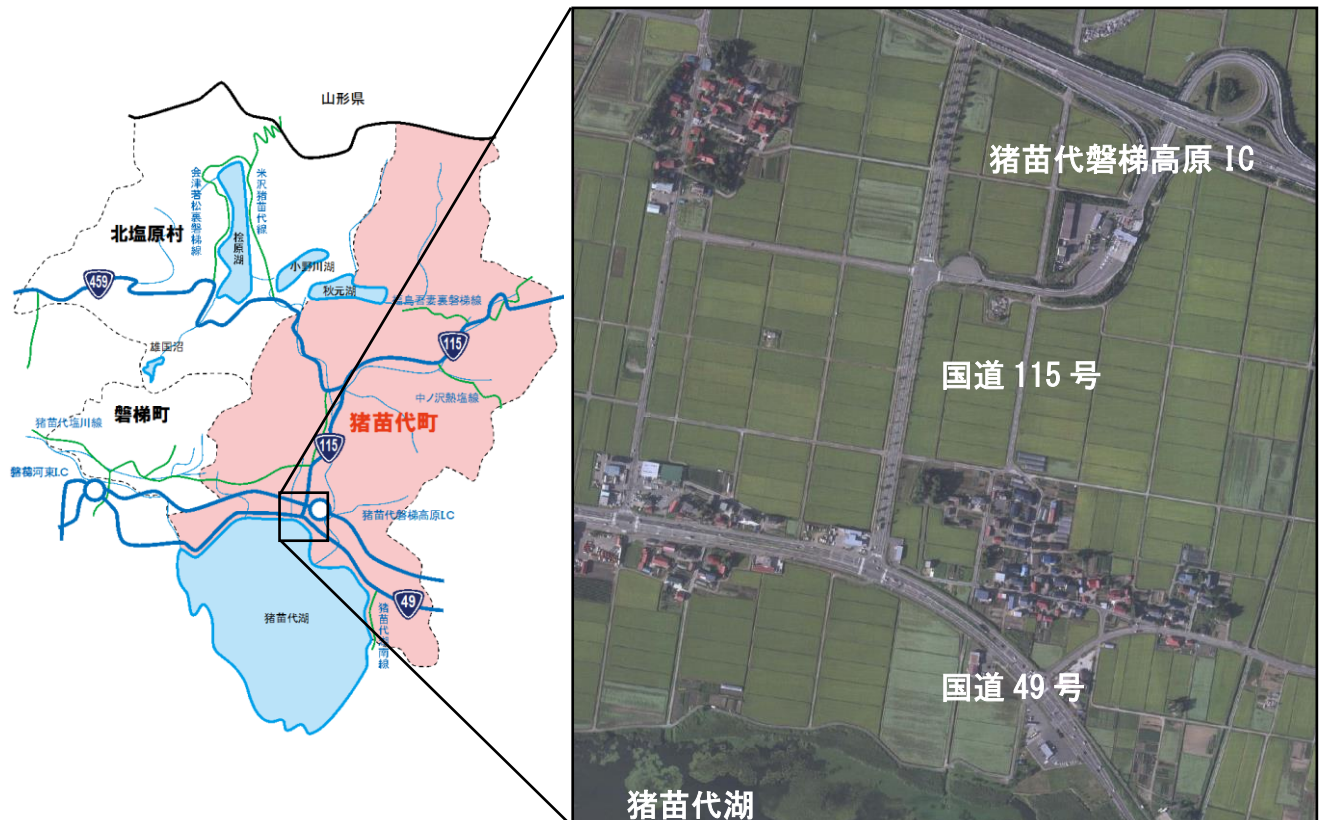 山形県
会津若松裏磐梯線
米沢猪苗代線
北塩原村
桧原湖
小野川湖
459
秋元湖
福島吾妻裏磐梯線
115
雄国沼
中ノ沢熱塩線
磐梯町
猪苗代塩川線
猪苗代町
115
磐梯河東I.C
猪苗代磐梯高原I.C
49
猪苗代湖南線
猪苗代湖
猪苗代磐梯高原 IC
国道 115 号
国道 49 号
猪苗代湖